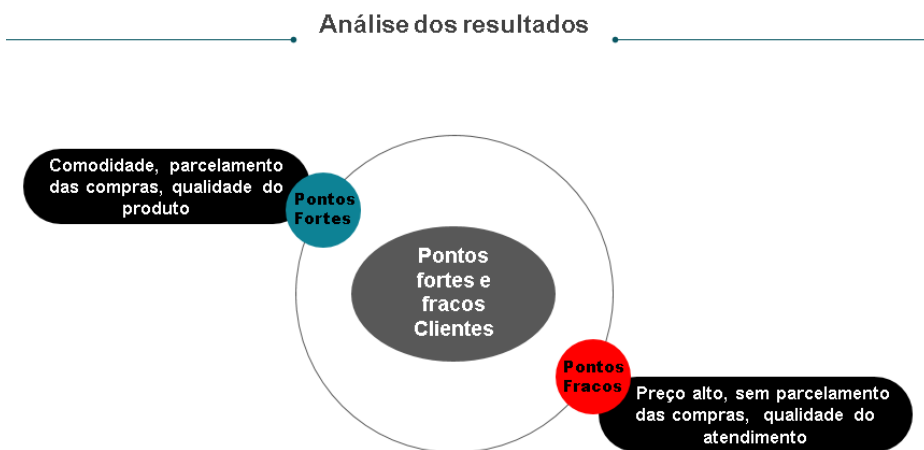 Análise dos resultados
Comodidade, parcelamento
das compras, qualidade do
produto
Pontos
Fortes
Pontos
fortes e
fracos
Clientes
Pontos
Fracos
Preço alto, sem parcelamento
das compras, qualidade do
atendimento